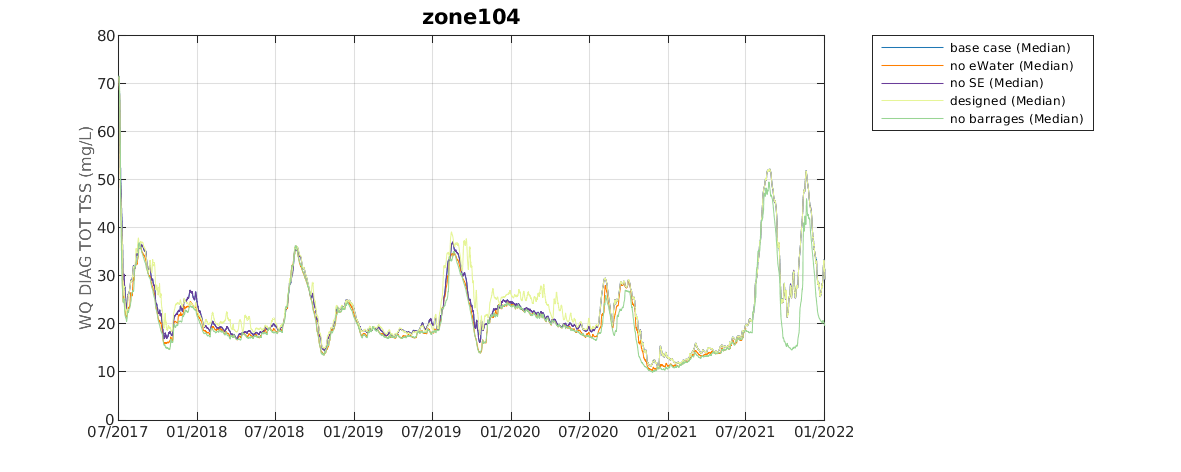 zone104
80
70
60
50
40
30
20
10
0
WQ DIAG TOT TSS (mg/L)
07/2017 01/2018 07/2018 01/2019 07/2019 01/2020 07/2020 01/2021 07/2021 01/2022
base case (Median)
no eWater (Median)
no SE (Median)
designed (Median)
no barrages (Median)